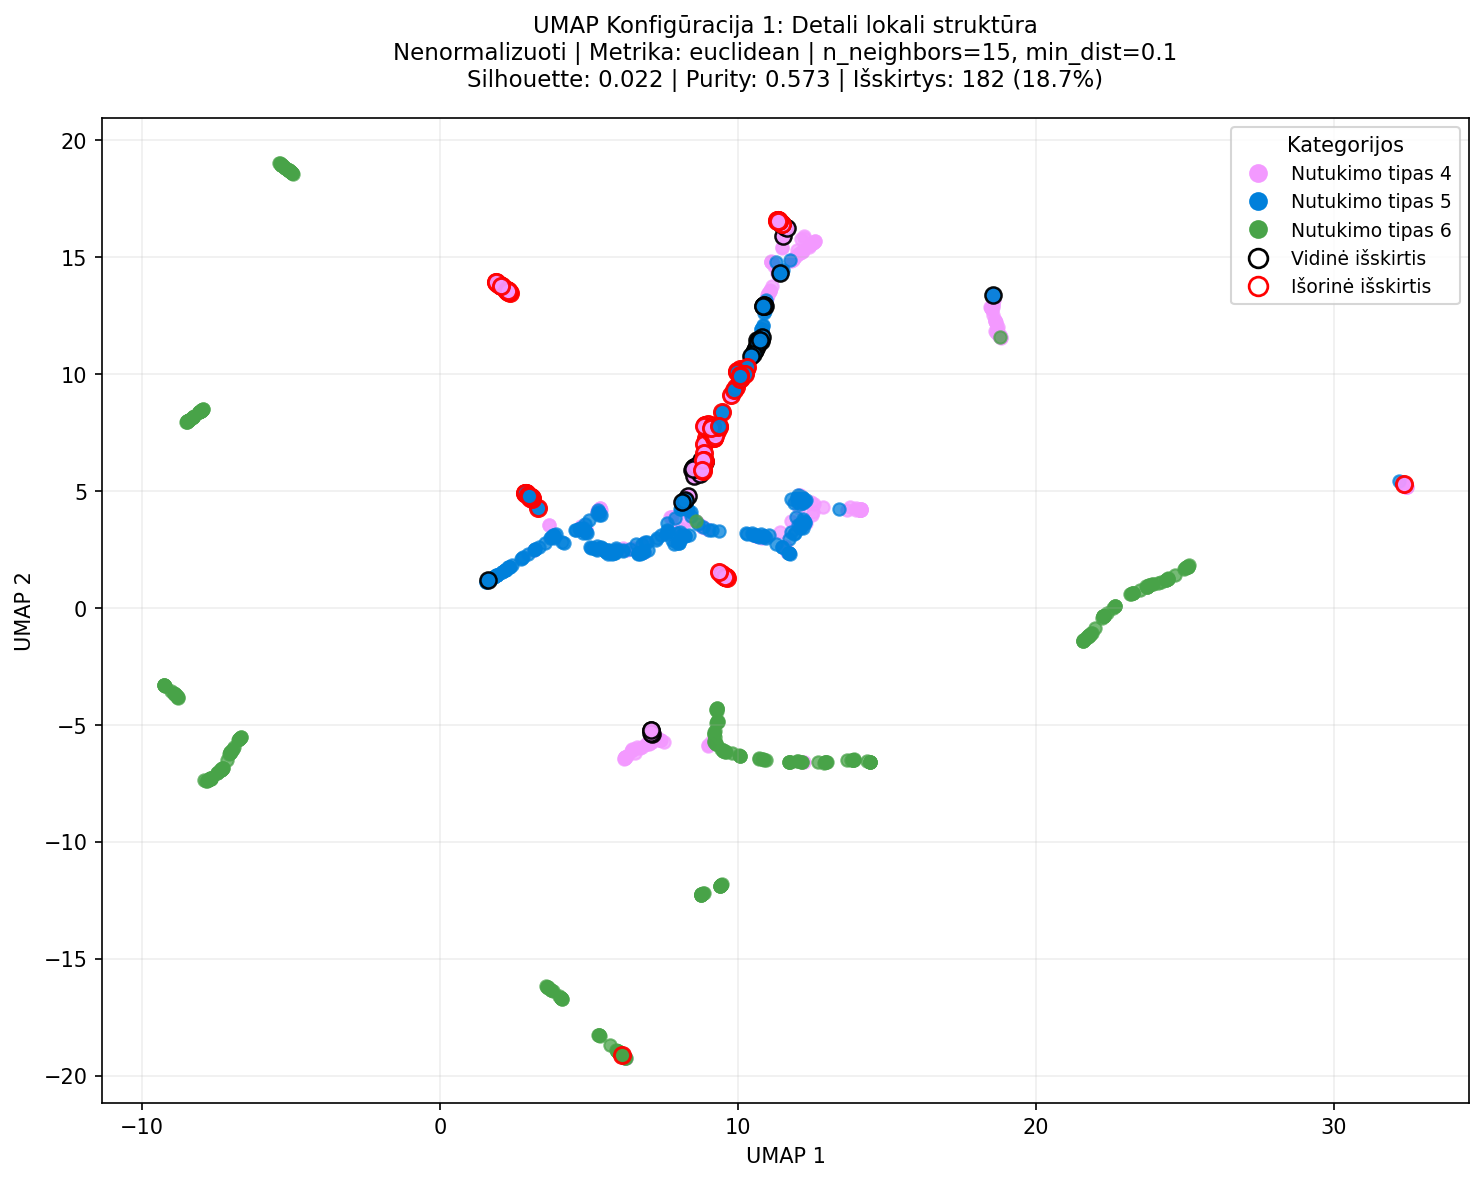 UMAP Konfigūracija 1: Detali lokali struktūra
Nenormalizuoti | Metrika: euclidean | n_neighbors=15, min_dist=0.1
Silhouette: 0.022 | Purity: 0.573 | Išskirtys: 182 (18.7%)
Kategorijos
Nutukimo tipas 4
Nutukimo tipas 5
Nutukimo tipas 6
Vidinė išskirtis
Išorinė išskirtis
UMAP 2
20
15
10
5
0
−5
−10
−15
−20
−10
0
10
20
30
UMAP 1